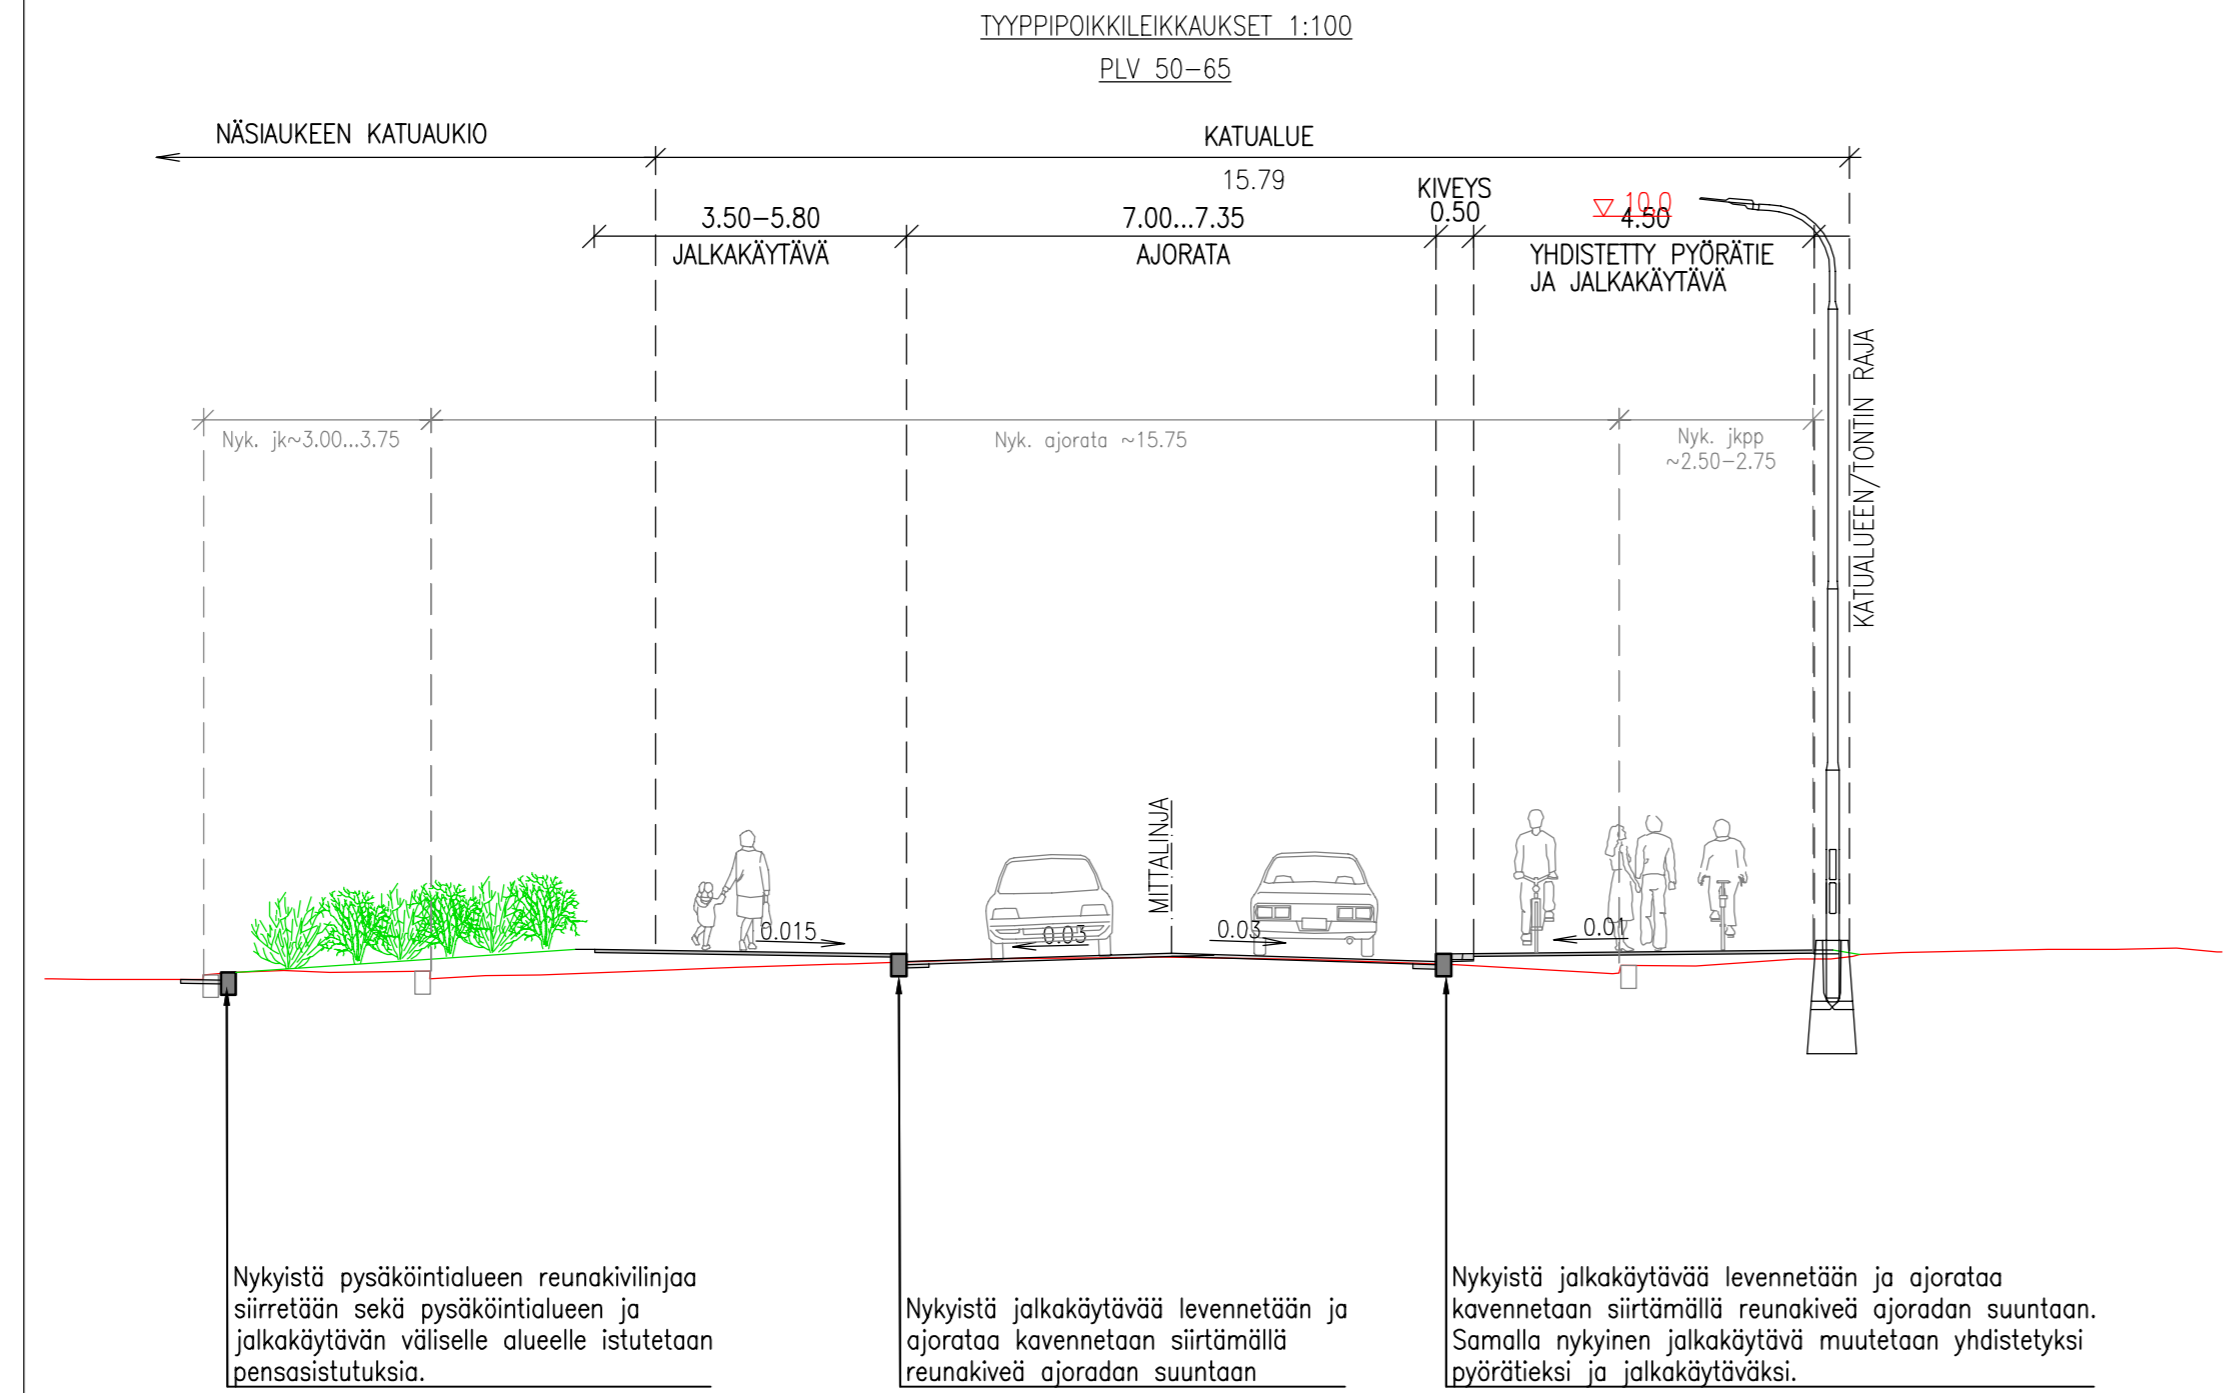 TYYPPIPOIKKILEIKKAUKSET 1:100
PLV 50-65
NÄSIAUKEEN KATUAUKIO
KATUALUE
15.79
KIVEYS
3.50-5.80
7.00...7.35
0.50
10.0
4.50
JALKAKÄYTÄVÄ
AJORATA
YHDISTETTY PYÖRÄTIE
JA JALKAKÄYTÄVÄ
KATUALUEEN/TONTIN RAJA
Nyk. jk~3.00...3.75
Nyk. ajorata ~15.75
Nyk. jkpp
~2.50-2.75
MITTALINJA
0.015
0.03
0.03
0.01
Nykyistä pysäköintialueen reunakivilinjaa
siirretään sekä pysäköintialueen ja
jalkakäytävän väliselle alueelle istutetaan
pensasistutuksia.
Nykyistä jalkakäytävää levennetään ja
ajorataa kavennetaan siirtämällä
reunakiveä ajoradan suuntaan
Nykyistä jalkakäytävää levennetään ja ajorataa
kavennetaan siirtämällä reunakiveä ajoradan suuntaan.
Samalla nykyinen jalkakäytävä muutetaan yhdistetyksi
pyörätieksi ja jalkakäytäväksi.